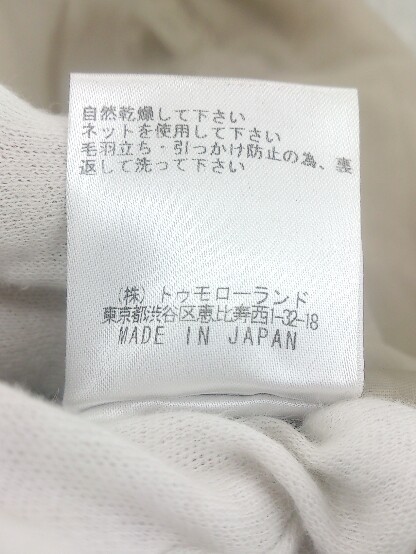 自然乾燥して下さい
ネットを使用して下さい
毛羽立ち・引っかけ防止の為、裏
返して洗って下さい
(株) トゥモローランド
東京都渋谷区恵比寿西1-32-18
MADE IN JAPAN